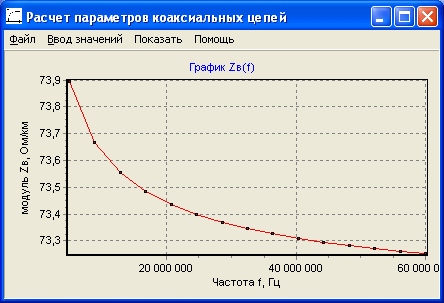 Расчет параметров коаксиальных цепей
Файл Ввод значений Показать Помощь
График Zв(f)
73,9
73,8
73,7
73,6
73,5
73,4
73,3
модуль Zв, Ом/км
20 000 000 40 000 000 60 000 0
Частота f, Гц